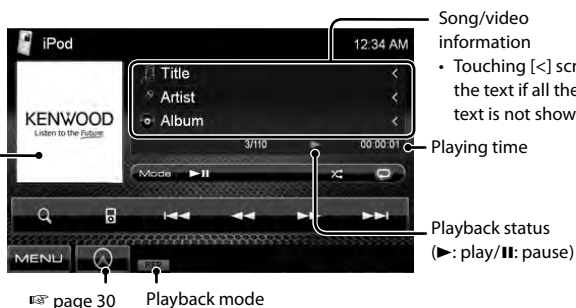 Song/video
information
• Touching [<]
the text if all the
text is not show
iPod
12:34 AM
Title <
Artist <
Album <
KENWOOD
Listen to the Future
3/110 ► 00:00:01
Playing time
Mode ►II
MENU
REP
Playback status
(►: play/II: pause)
☞ page 30
Playback mode